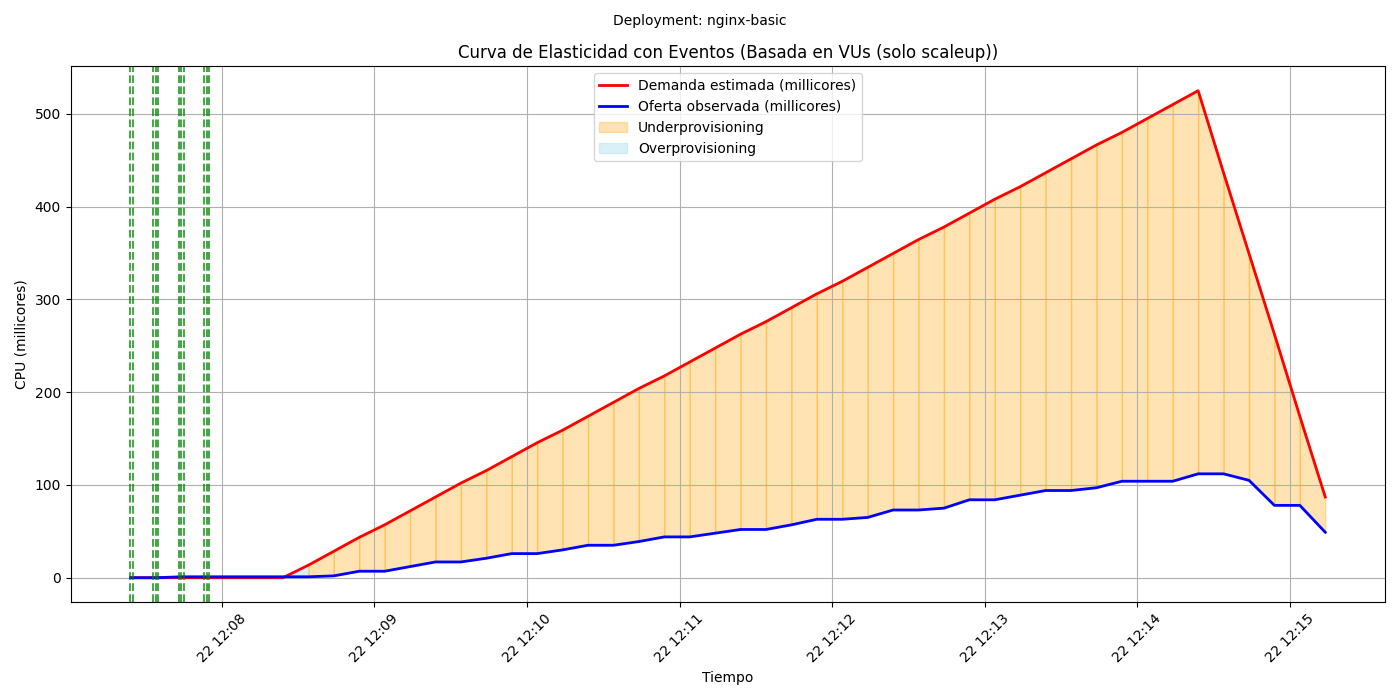 Deployment: nginx-basic
Curva de Elasticidad con Eventos (Basada en VUs (solo scaleup))
Demanda estimada (millicores)
Oferta observada (millicores)
Underprovisioning
Overprovisioning
CPU (millicores)
500
400
300
200
100
0
22 12:08
22 12:09
22 12:10
22 12:11
22 12:12
22 12:13
22 12:14
22 12:15
Tiempo